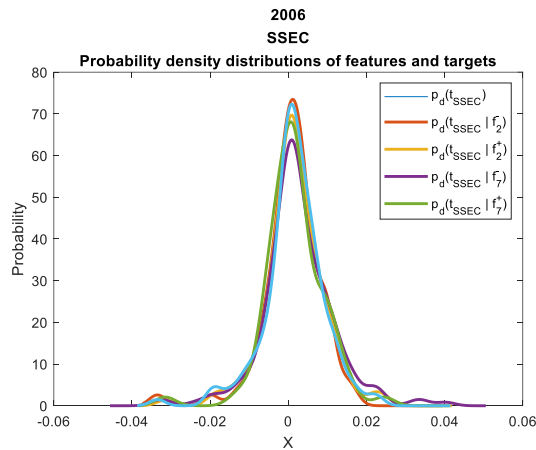 2006
SSEC
Probability density distributions of features and targets
80
70
60
50
40
30
20
10
0
Probability
-0.06
-0.04
-0.02
0
0.02
0.04
0.06
X
p_d(t_SSEC)
p_d(t_SSEC | f_2^-)
p_d(t_SSEC | f_2^+)
p_d(t_SSEC | f_7^-)
p_d(t_SSEC | f_7^+)